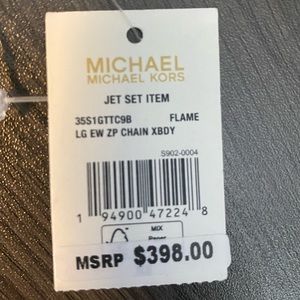 MICHAEL
MICHAEL KORS
JET SET ITEM
35S1GTTC9B FLAME
LG EW ZP CHAIN XBDY
S902-0004
1 94900 47224 8
MIX
Paper
MSRP $398.00